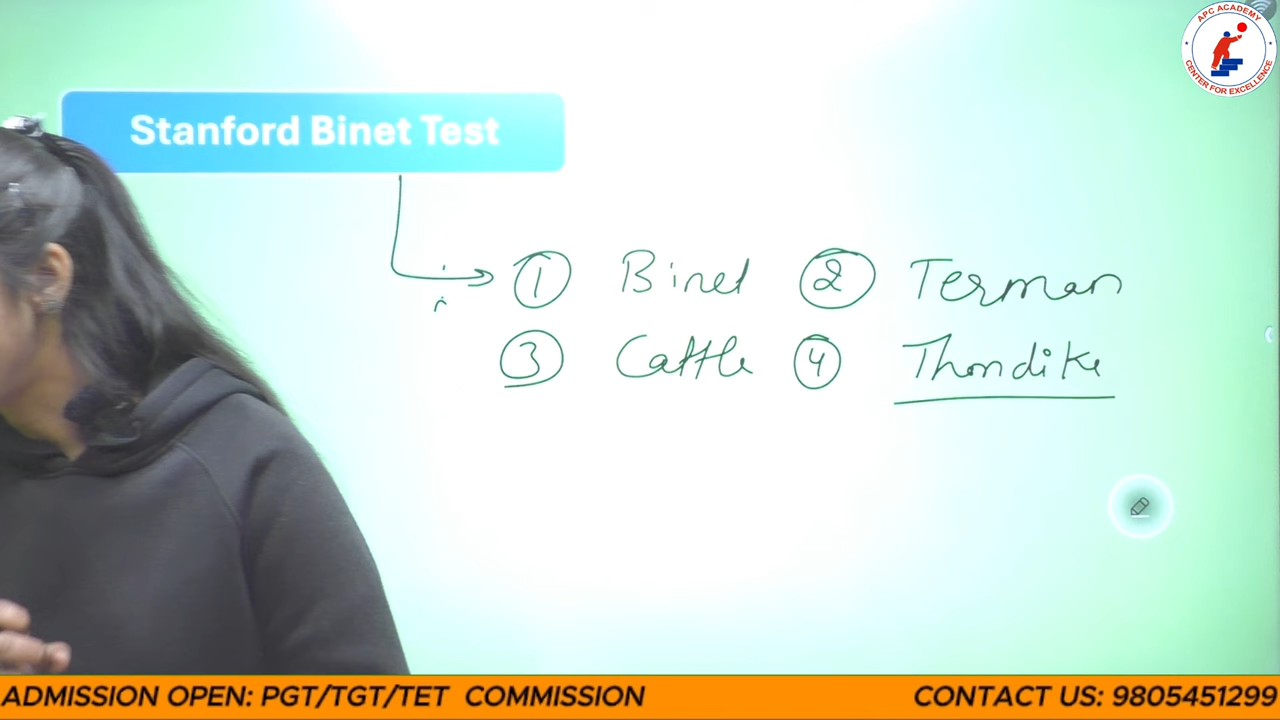 APC ACADEMY
CENTER FOR EXCELLENCE
Stanford Binet Test
① Binet ② Terman
③ Cattle ④ Thondike
ADMISSION OPEN: PGT/TGT/TET COMMISSION
CONTACT US: 9805451299